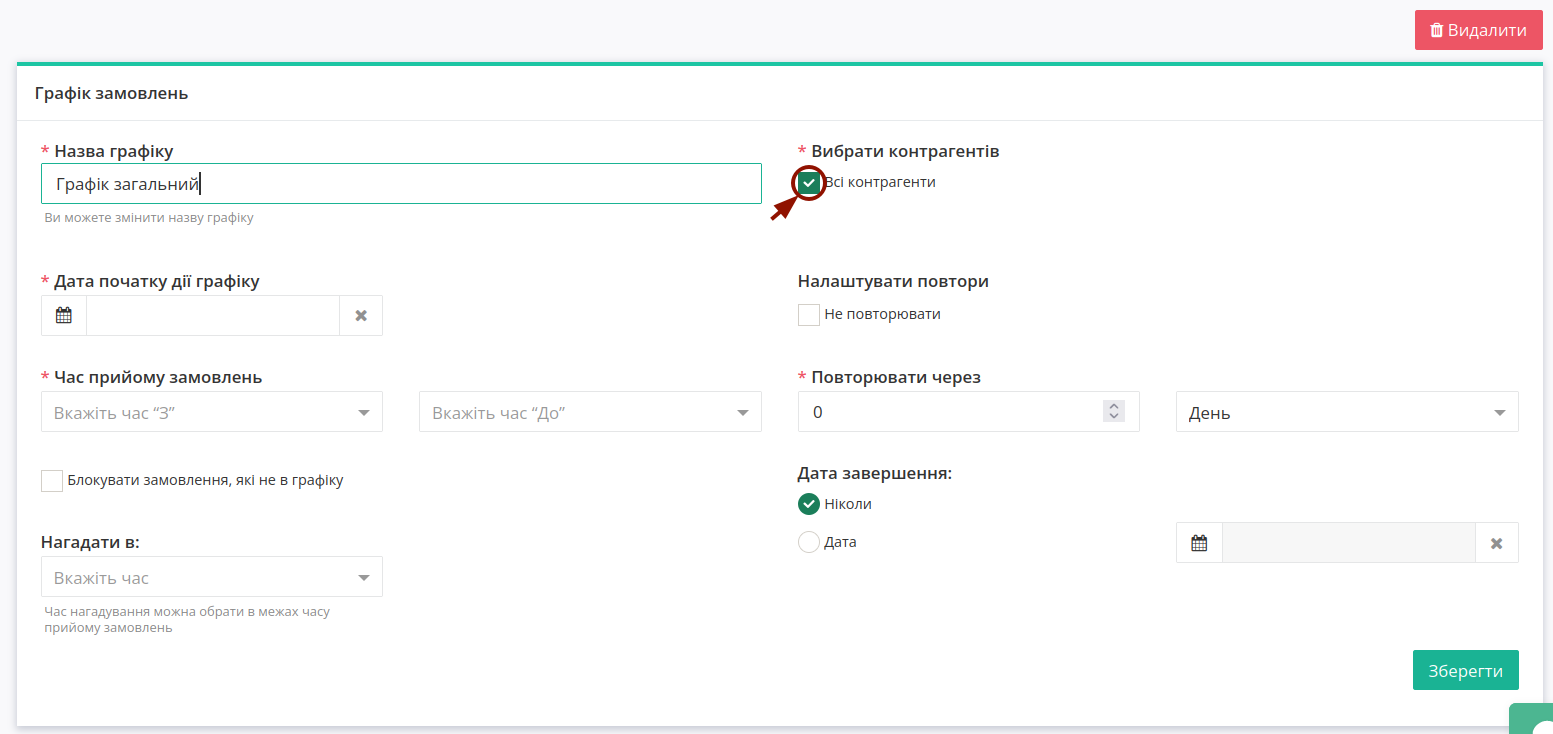 Видалити
Графік замовлень
* Назва графіку
Графік загальний
Ви можете змінити назву графіку
* Вибрати контрагентів
Всі контрагенти
* Дата початку дії графіку
Налаштувати повтори
Не повторювати
* Час прийому замовлень
Вкажіть час “З”
Вкажіть час “До”
* Повторювати через
0
День
Блокувати замовлення, які не в графіку
Дата завершення:
Ніколи
Дата
Нагадати в:
Вкажіть час
Час нагадування можна обрати в межах часу
прийому замовлень
Зберегти